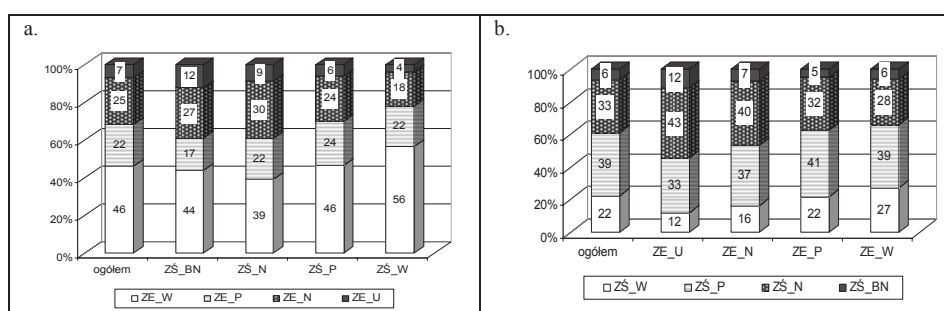 a.
7 12 9 6 4
100%
25 27 30 24 18
80%
60%
22 17 22 24 22
40%
46 44 39 46 56
20%
0%
ogółem ZŚ_BN ZŚ_N ZŚ_P ZŚ_W
ZE_W ZE_P ZE_N ZE_U
b.
6 12 7 5 6
100%
33 43 40 32 28
80%
60%
39 33 37 41 39
40%
20%
22 12 16 22 27
0%
ogółem ZE_U ZE_N ZE_P ZE_W
ZŚ_W ZŚ_P ZŚ_N ZŚ_BN